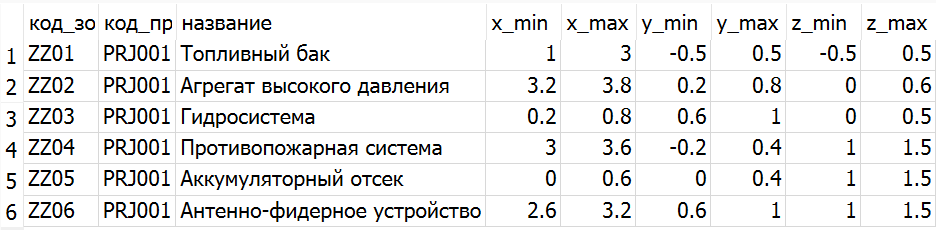 код_зо код_пр название x_min x_max y_min y_max z_min z_max
1 ZZ01 PRJ001 Топливный бак 1 3 -0.5 0.5 -0.5 0.5
2 ZZ02 PRJ001 Агрегат высокого давления 3.2 3.8 0.2 0.8 0 0.6
3 ZZ03 PRJ001 Гидросистема 0.2 0.8 0.6 1 0 0.5
4 ZZ04 PRJ001 Противопожарная система 3 3.6 -0.2 0.4 1 1.5
5 ZZ05 PRJ001 Аккумуляторный отсек 0 0.6 0 0.4 1 1.5
6 ZZ06 PRJ001 Антенно-фидерное устройство 2.6 3.2 0.6 1 1 1.5